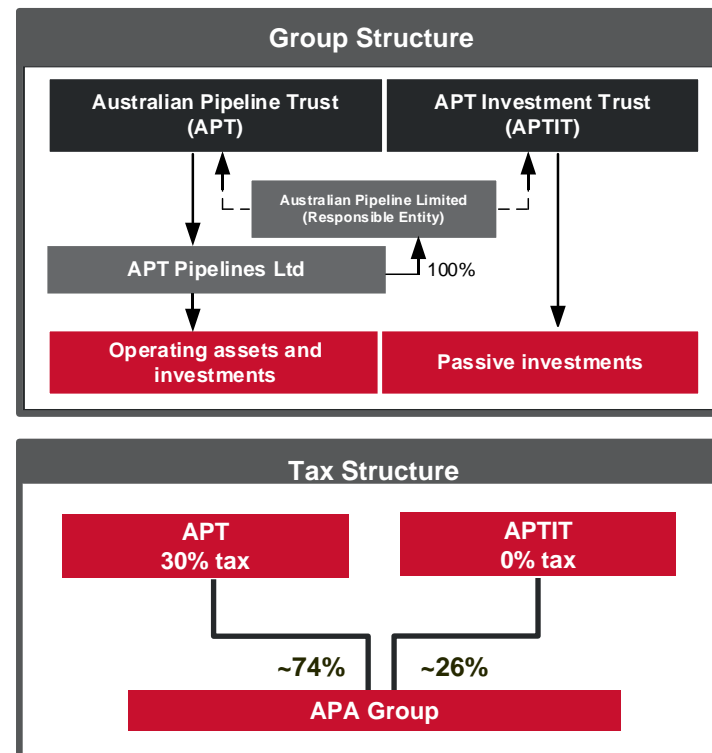 Group Structure
Australian Pipeline Trust
(APT)
APT Investment Trust
(APTIT)
Australian Pipeline Limited
(Responsible Entity)
APT Pipelines Ltd
100%
Operating assets and
investments
Passive investments
Tax Structure
APT
30% tax
APTIT
0% tax
~74%
~26%
APA Group